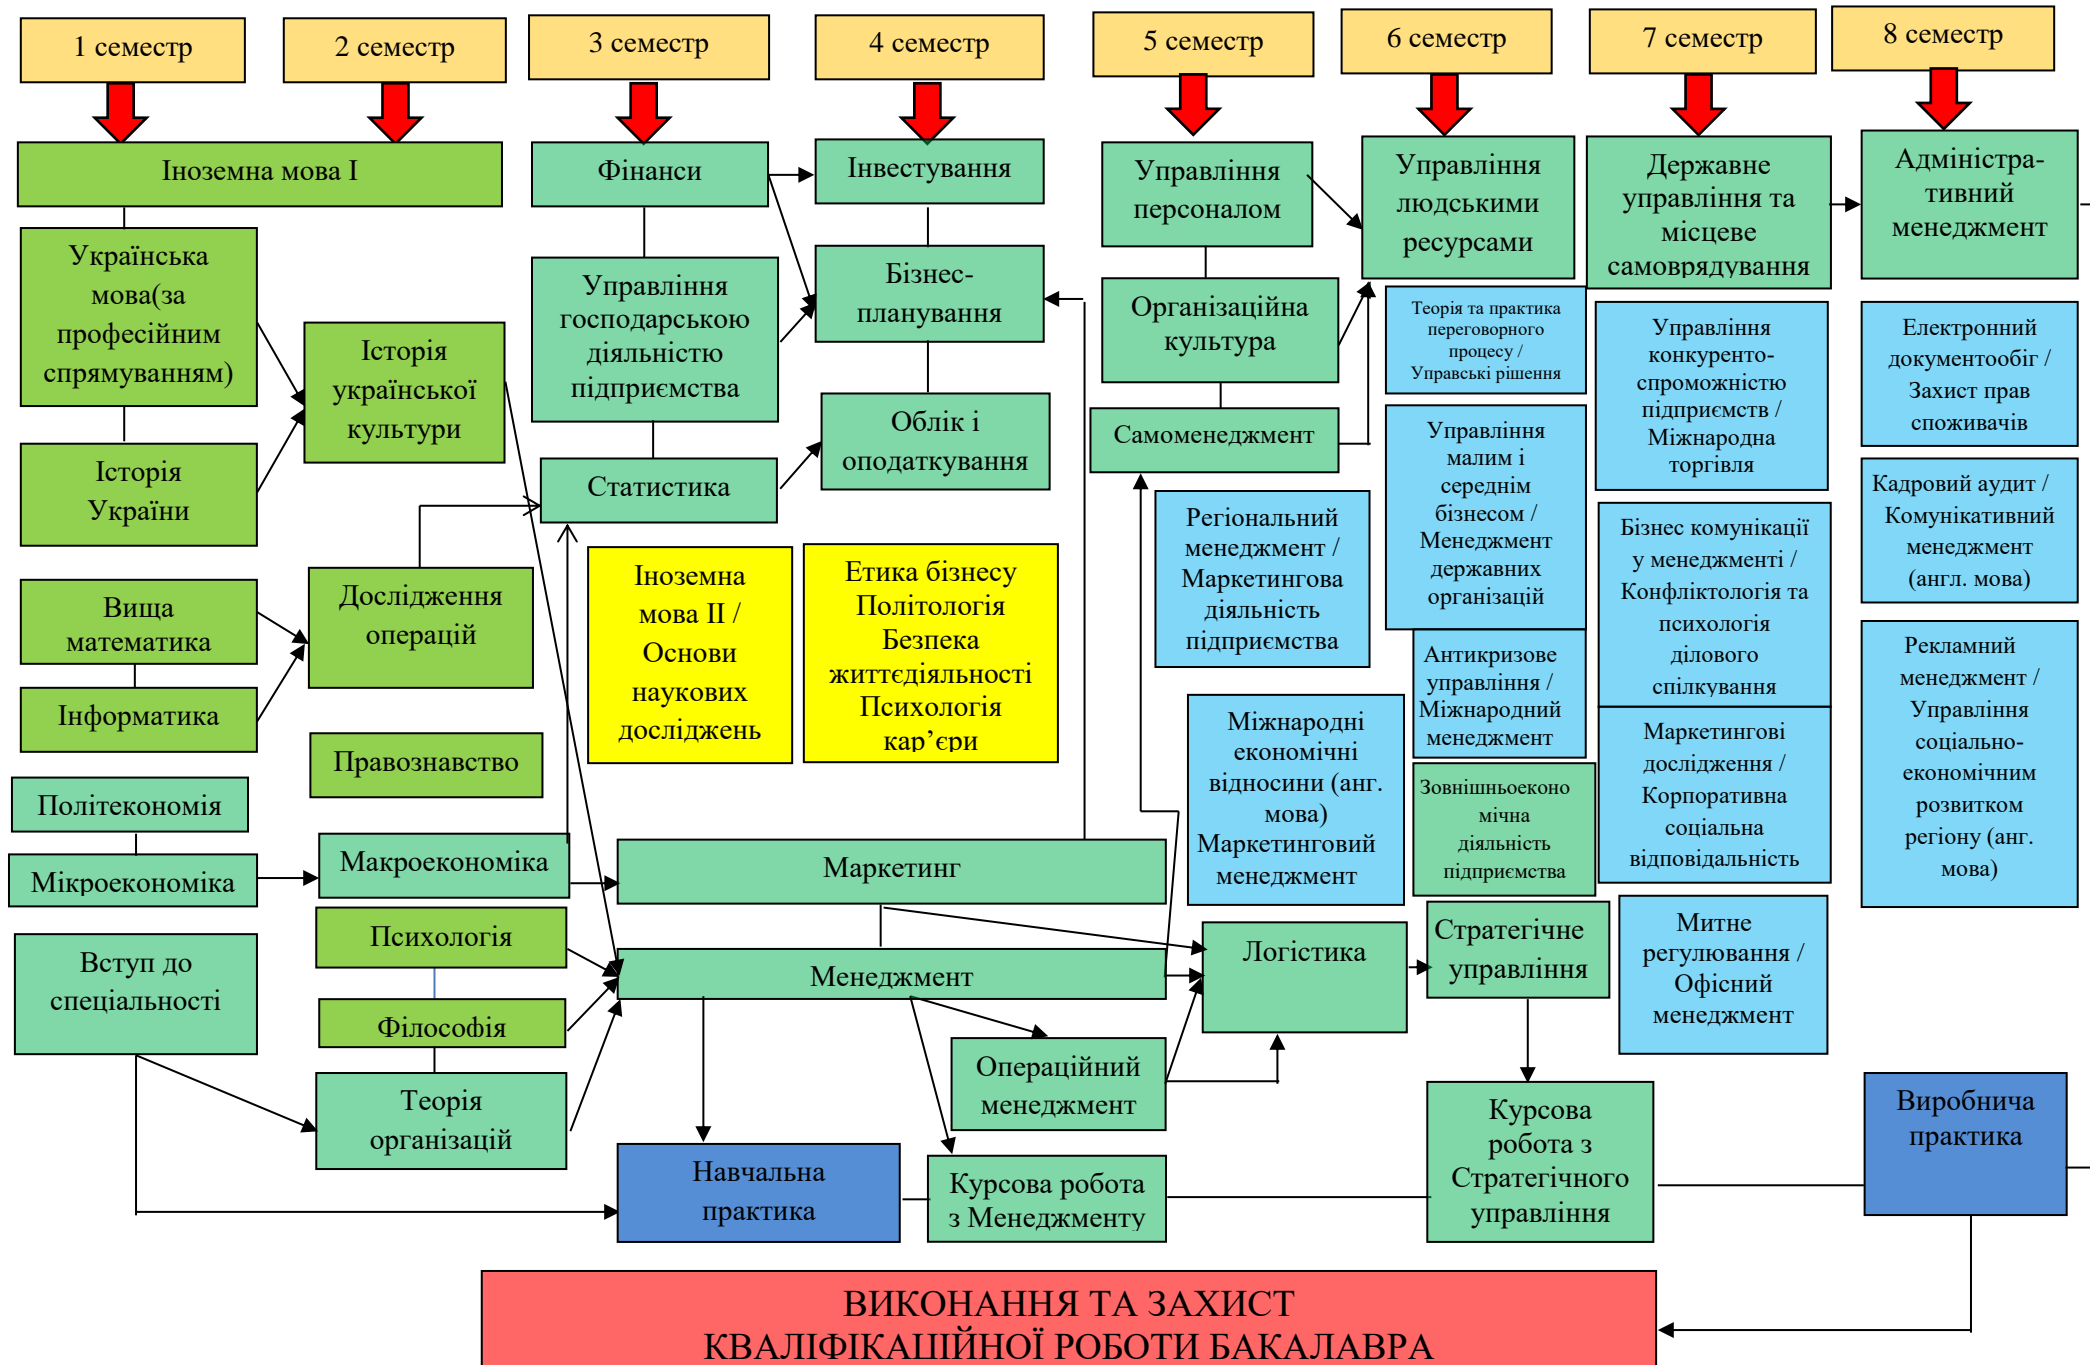 1 семестр
2 семестр
3 семестр
4 семестр
5 семестр
6 семестр
7 семестр
8 семестр
Іноземна мова І
Українська
мова(за
професійним
спрямуванням)
Історія
України
Вища
математика
Інформатика
Політекономія
Мікроекономіка
Вступ до
спеціальності
Історія
української
культури
Дослідження
операцій
Правознавство
Макроекономіка
Психологія
Філософія
Теорія
організацій
Фінанси
Управління
господарською
діяльністю
підприємства
Статистика
Іноземна
мова ІІ /
Основи
наукових
досліджень
Інвестування
Бізнес-
планування
Облік і
оподаткування
Етика бізнесу
Політологія
Безпека
життєдіяльності
Психологія
кар’єри
Маркетинг
Менеджмент
Операційний
менеджмент
Навчальна
практика
Курсова робота
з Менеджменту
Управління
персоналом
Організаційна
культура
Самоменеджмент
Регіональний
менеджмент /
Маркетингова
діяльність
підприємства
Міжнародні
економічні
відносини (анг.
мова)
Маркетинговий
менеджмент
Логістика
Управління
людськими
ресурсами
Теорія та практика
переговорного
процесу /
Управські рішення
Управління
малим і
середнім
бізнесом /
Менеджмент
державних
організацій
Антикризове
управління /
Міжнародний
менеджмент
Зовнішньоеконо
мічна
діяльність
підприємства
Стратегічне
управління
Курсова
робота з
Стратегічного
управління
Державне
управління та
місцеве
самоврядування
Управління
конкуренто-
спроможністю
підприємств /
Міжнародна
торгівля
Бізнес комунікації
у менеджменті /
Конфліктологія та
психологія
ділового
спілкування
Маркетингові
дослідження /
Корпоративна
соціальна
відповідальність
Митне
регулювання /
Офісний
менеджмент
Адміністра-
тивний
менеджмент
Електронний
документообіг /
Захист прав
споживачів
Кадровий аудит /
Комунікативний
менеджмент
(англ. мова)
Рекламний
менеджмент /
Управління
соціально-
економічним
розвитком
регіону (анг.
мова)
Виробнича
практика
ВИКОНАННЯ ТА ЗАХИСТ
КВАЛІФІКАЦІЙНОЇ РОБОТИ БАКАЛАВРА